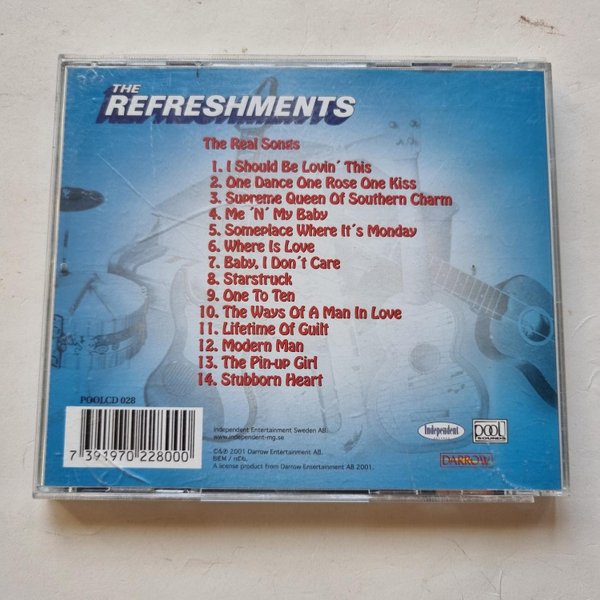 THE
REFRESHMENTS
The Real Songs
1. I Should Be Lovin´ This
2. One Dance One Rose One Kiss
3. Supreme Queen Of Southern Charm
4. Me ´N´ My Baby
5. Someplace Where It´s Monday
6. Where Is Love
7. Baby, I Don´t Care
8. Starstruck
9. One To Ten
10. The Ways Of A Man In Love
11. Lifetime Of Guilt
12. Modern Man
13. The Pin-up Girl
14. Stubborn Heart
POOLCD 028
7 391970 228000
Independent Entertainment Sweden AB.
www.independent-mg.se
C&℗ 2001 Darrow Entertainment AB.
BIEM / nCb.
A license product from Darrow Entertainment AB 2001.
Independent
pool
SOUNDS
DARROW